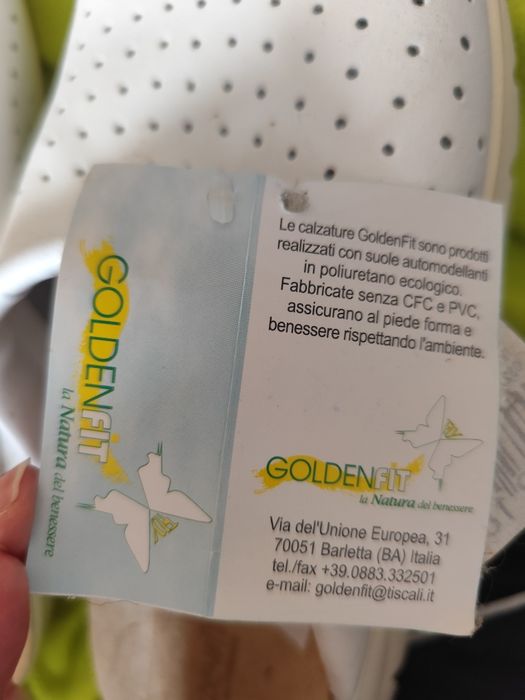 GOLDENFIT
la Natura del benessere
Le calzature GoldenFit sono prodotti
realizzati con suole automodellanti
in poliuretano ecologico.
Fabbricate senza CFC e PVC,
assicurano al piede forma e
benessere rispettando l'ambiente.
GOLDENFIT
la Natura del benessere
Via del'Unione Europea, 31
70051 Barletta (BA) Italia
tel./fax +39.0883.332501
e-mail: goldenfit@tiscali.it